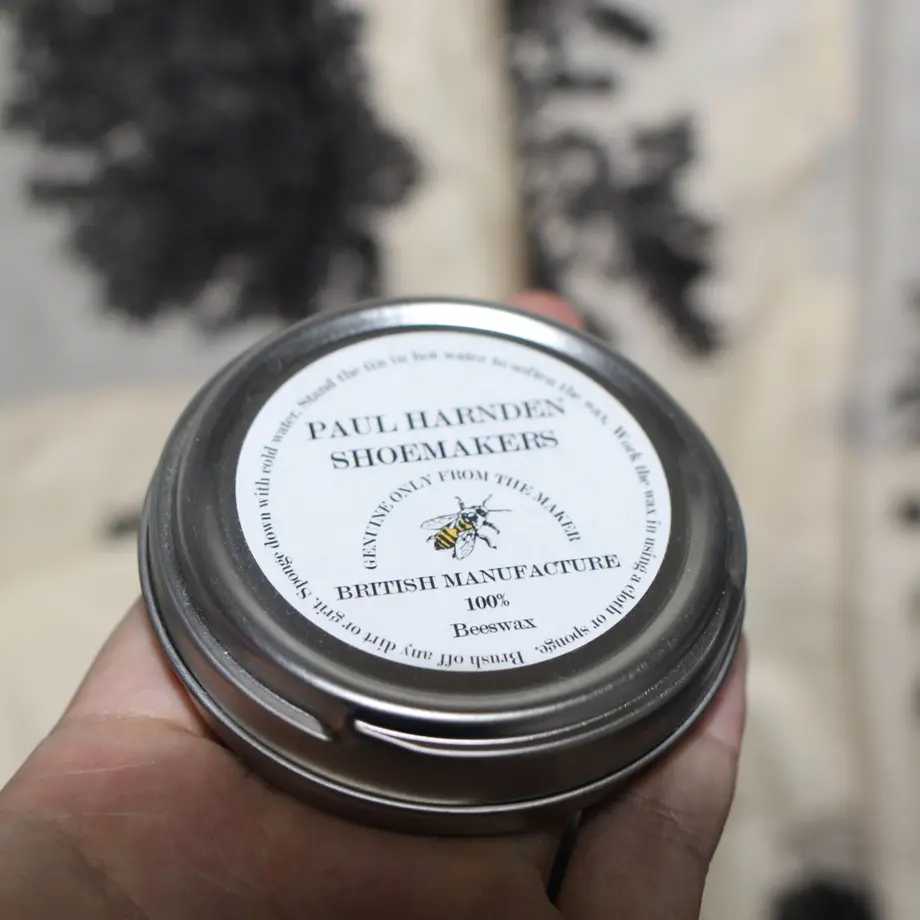 PAUL HARNDEN
SHOEMAKERS
GENUINE ONLY FROM THE MAKER
BRITISH MANUFACTURE
100%
Beeswax
Brush off any dirt or grit. Sponge down with cold water. Stand the tin in hot water to soften the wax. Work the wax in using a cloth or sponge.